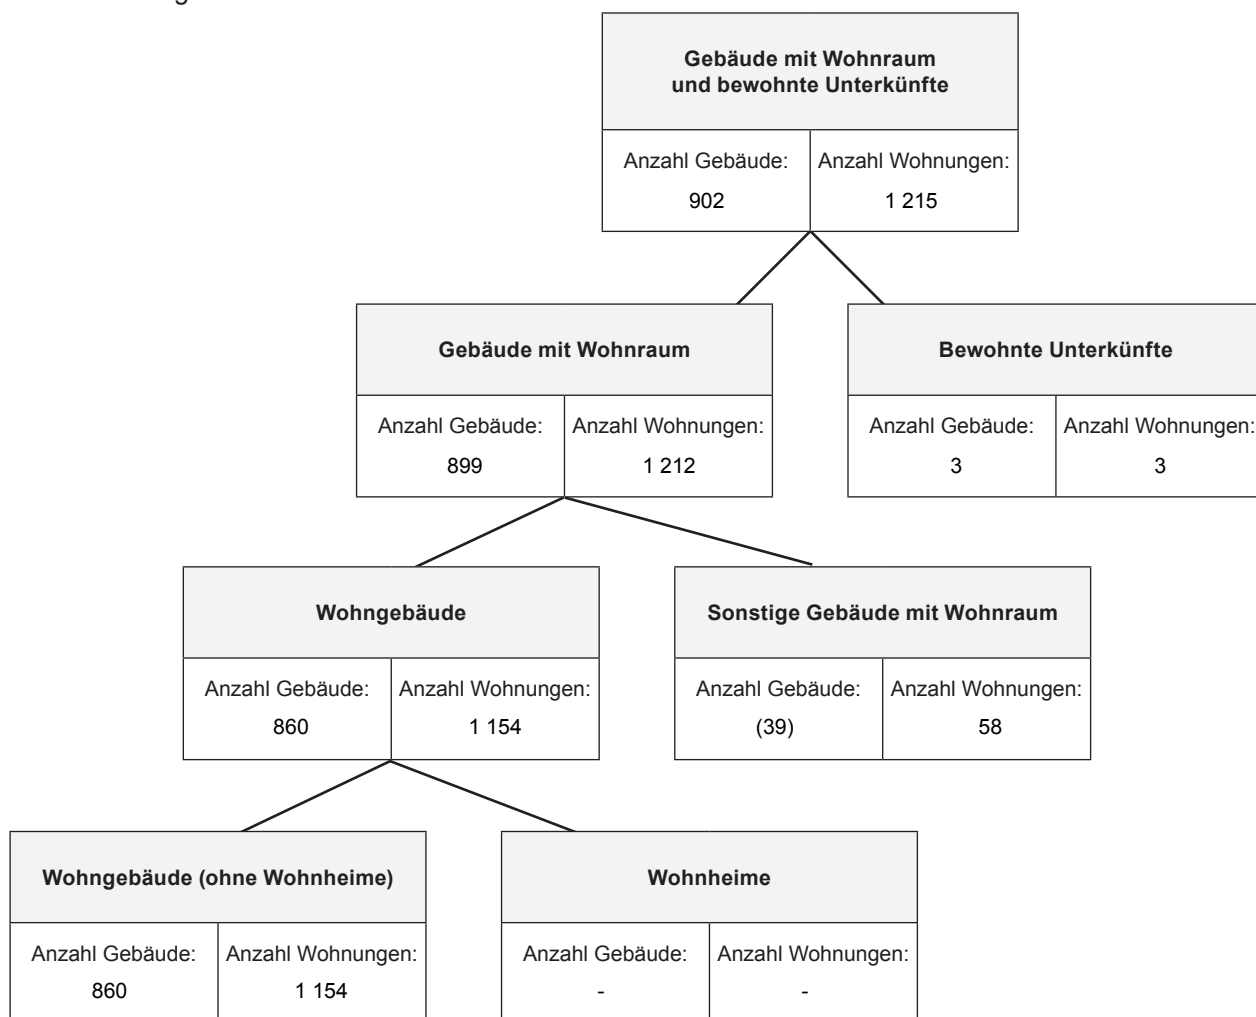 Gebäude mit Wohnraum
und bewohnte Unterkünfte
Anzahl Gebäude: Anzahl Wohnungen:
902 1 215
Gebäude mit Wohnraum
Bewohnte Unterkünfte
Anzahl Gebäude: Anzahl Wohnungen:
899 1 212
Anzahl Gebäude: Anzahl Wohnungen:
3 3
Wohngebäude
Sonstige Gebäude mit Wohnraum
Anzahl Gebäude: Anzahl Wohnungen:
860 1 154
Anzahl Gebäude: Anzahl Wohnungen:
(39) 58
Wohngebäude (ohne Wohnheime)
Wohnheime
Anzahl Gebäude: Anzahl Wohnungen:
860 1 154
Anzahl Gebäude: Anzahl Wohnungen:
- -